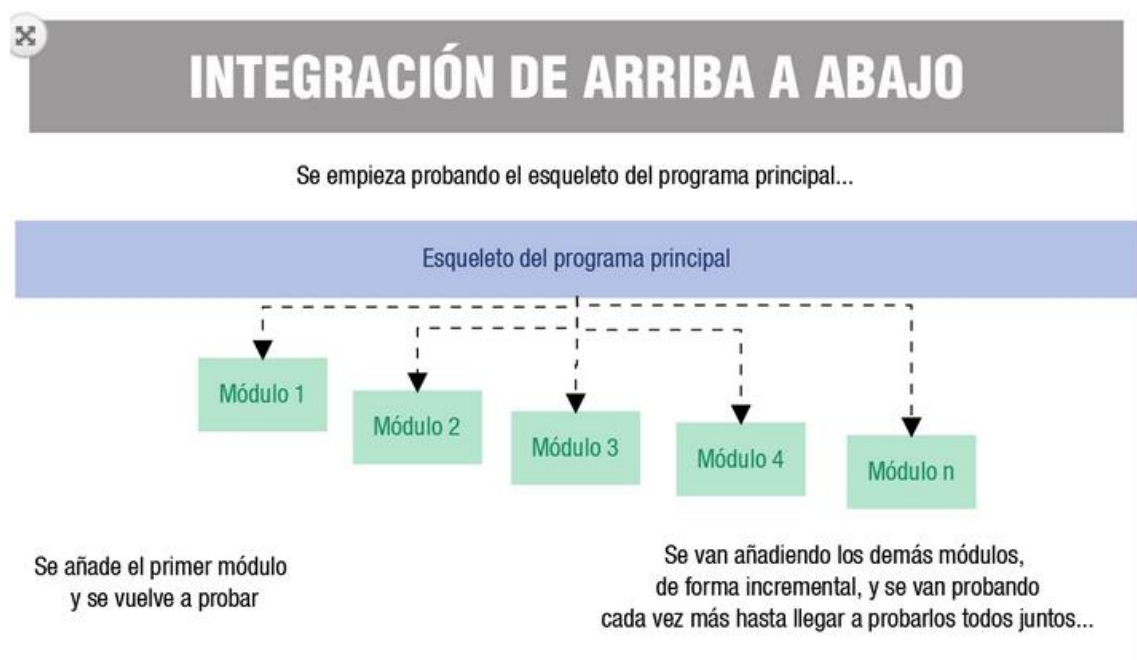 INTEGRACIÓN DE ARRIBA A ABAJO
Se empieza probando el esqueleto del programa principal...
Esqueleto del programa principal
Módulo 1
Módulo 2
Módulo 3
Módulo 4
Módulo n
Se añade el primer módulo
y se vuelve a probar
Se van añadiendo los demás módulos,
de forma incremental, y se van probando
cada vez más hasta llegar a probarlos todos juntos...